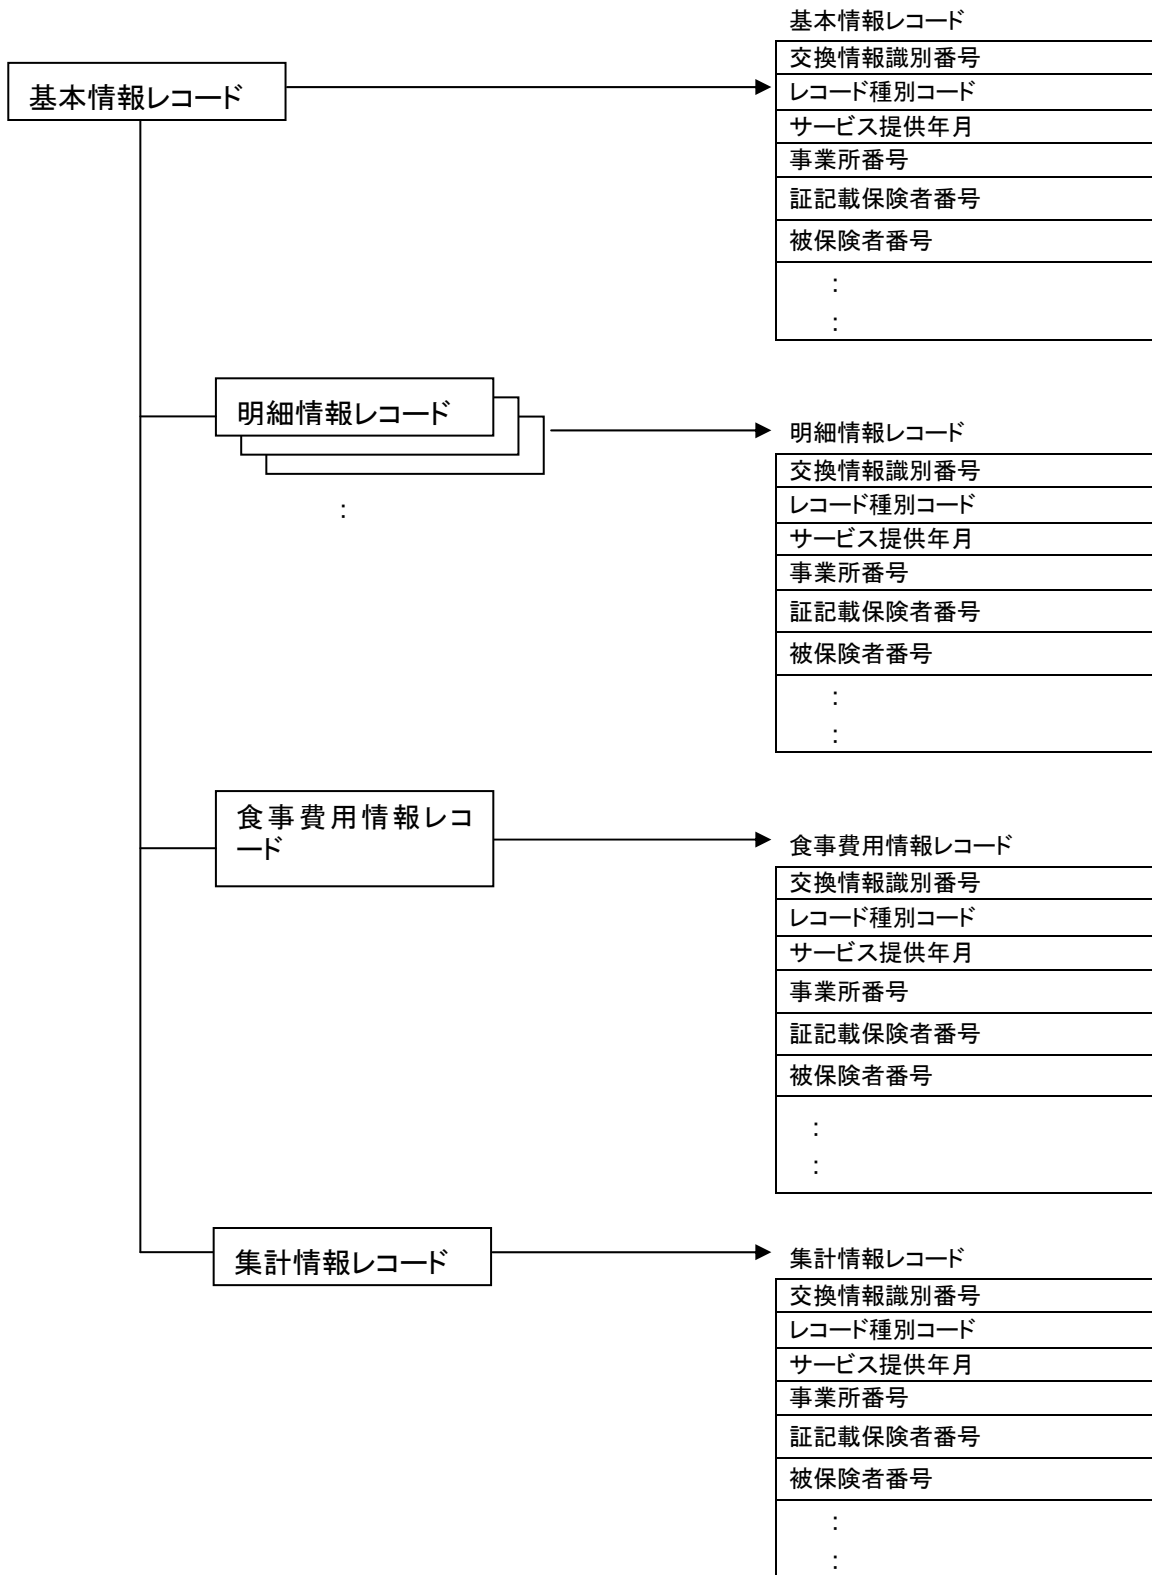 基本情報レコード
基本情報レコード
交換情報識別番号
レコード種別コード
サービス提供年月
事業所番号
証記載保険者番号
被保険者番号
:
:
明細情報レコード
:
明細情報レコード
交換情報識別番号
レコード種別コード
サービス提供年月
事業所番号
証記載保険者番号
被保険者番号
:
:
食事費用情報レコ
ード
食事費用情報レコード
交換情報識別番号
レコード種別コード
サービス提供年月
事業所番号
証記載保険者番号
被保険者番号
:
:
集計情報レコード
集計情報レコード
交換情報識別番号
レコード種別コード
サービス提供年月
事業所番号
証記載保険者番号
被保険者番号
:
: